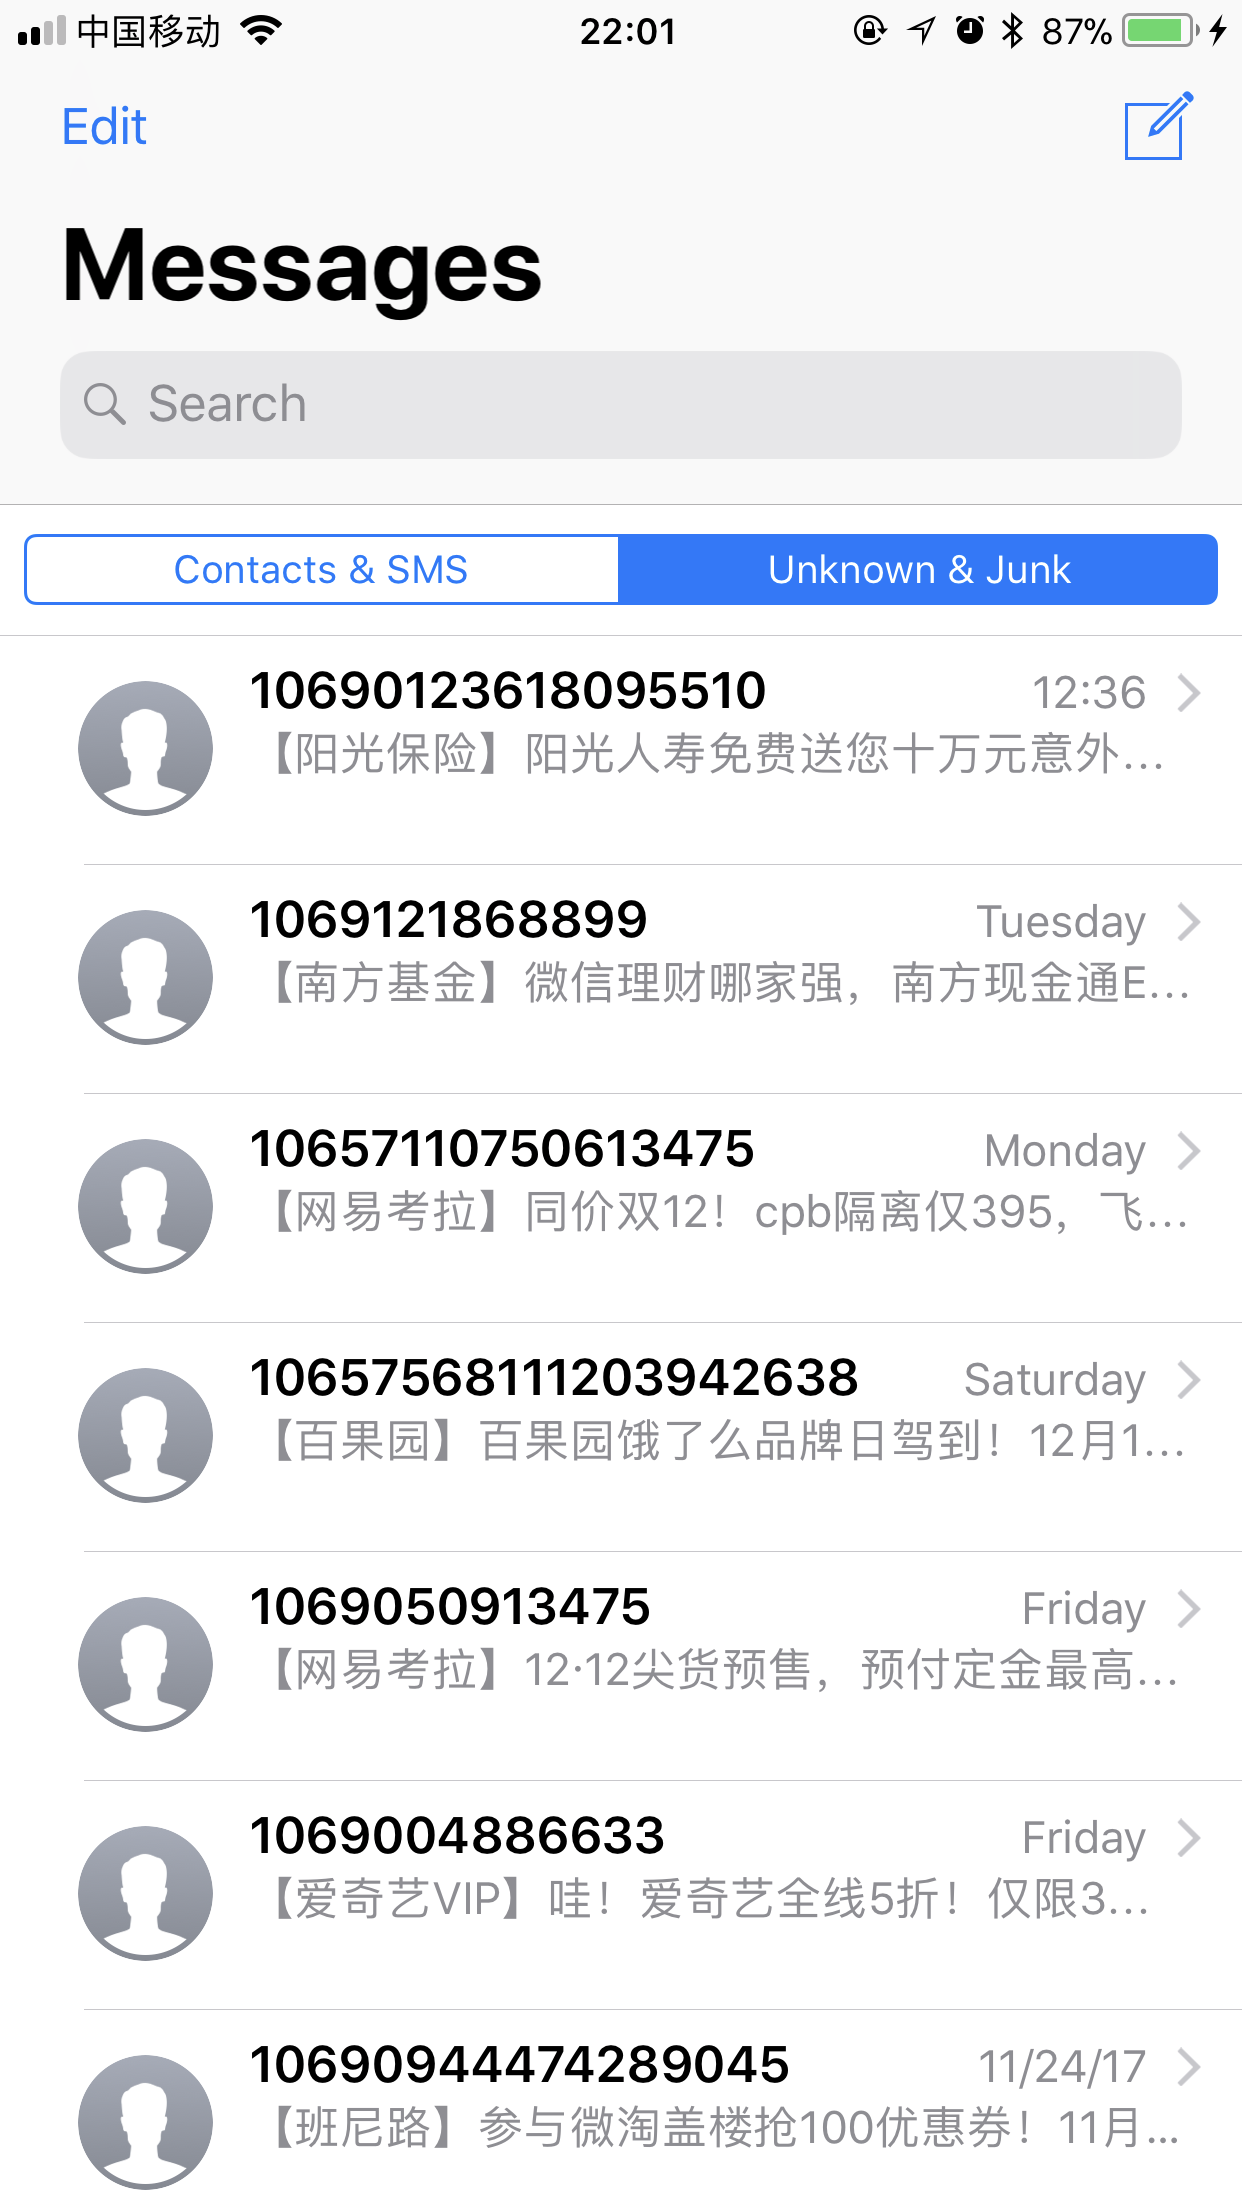 中国移动 22:01 87%
Edit
Messages
Search
Contacts & SMS Unknown & Junk
10690123618095510 12:36
【阳光保险】阳光人寿免费送您十万元意外...
1069121868899 Tuesday
【南方基金】微信理财哪家强，南方现金通E...
10657110750613475 Monday
【网易考拉】同价双12！cpb隔离仅395，飞...
106575681111203942638 Saturday
【百果园】百果园饿了么品牌日驾到！12月1...
1069050913475 Friday
【网易考拉】12·12尖货预售，预付定金最高...
1069004886633 Friday
【爱奇艺VIP】哇！爱奇艺全线5折！仅限3...
10690944474289045 11/24/17
【班尼路】参与微淘盖楼抢100优惠券！11月...